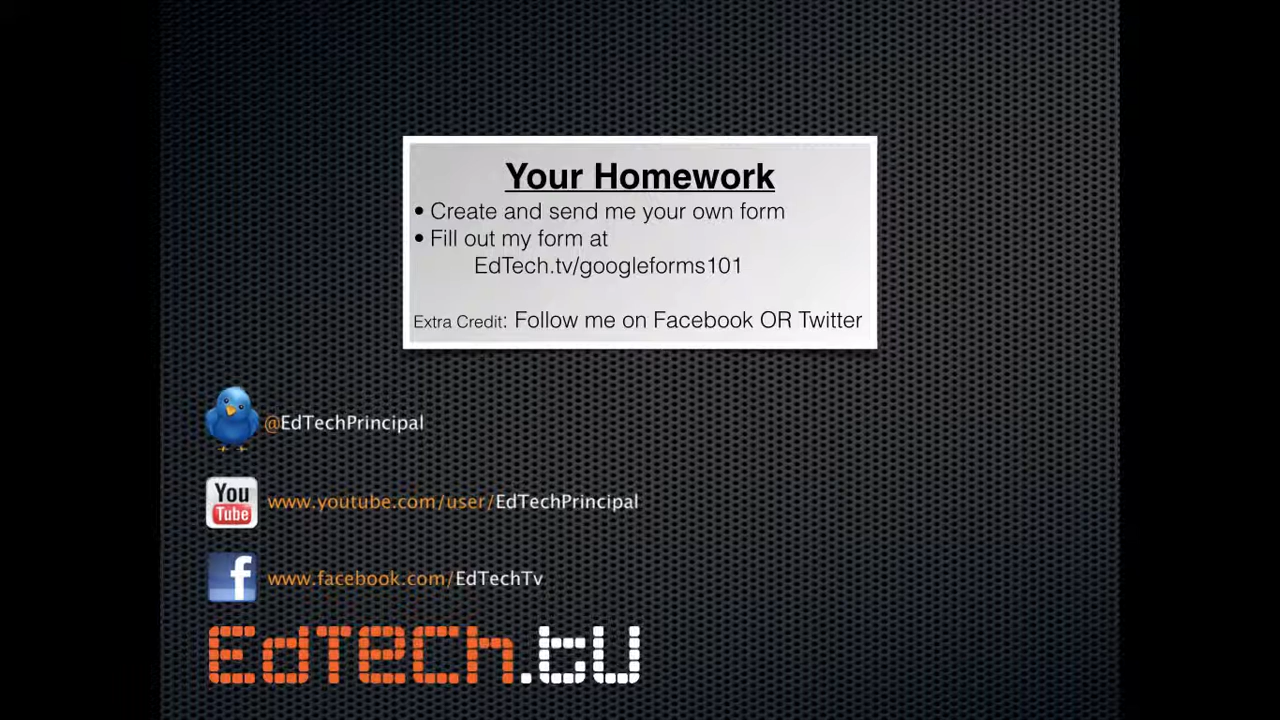 Your Homework
• Create and send me your own form
• Fill out my form at
EdTech.tv/googleforms101
Extra Credit: Follow me on Facebook OR Twitter
@EdTechPrincipal
You
Tube
www.youtube.com/user/EdTechPrincipal
f
www.facebook.com/EdTechTv
EdTECh.tV